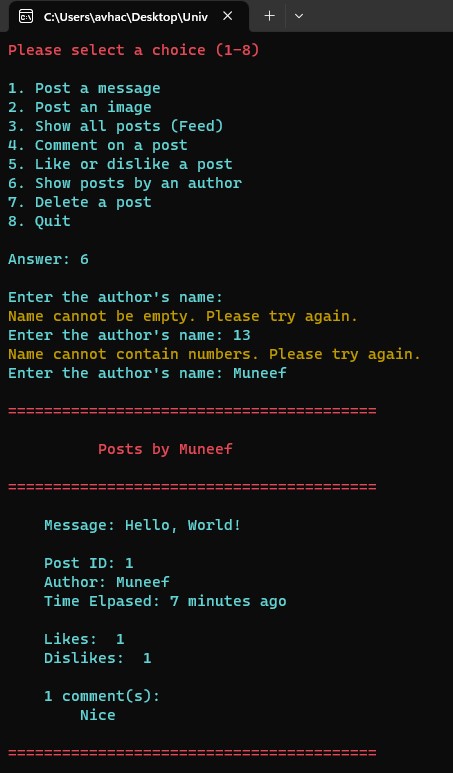 C:\Users\avhac\Desktop\Univ
Please select a choice (1-8)
1. Post a message
2. Post an image
3. Show all posts (Feed)
4. Comment on a post
5. Like or dislike a post
6. Show posts by an author
7. Delete a post
8. Quit
Answer: 6
Enter the author's name:
Name cannot be empty. Please try again.
Enter the author's name: 13
Name cannot contain numbers. Please try again.
Enter the author's name: Muneef
=========================================
Posts by Muneef
=========================================
Message: Hello, World!
Post ID: 1
Author: Muneef
Time Elpased: 7 minutes ago
Likes:  1
Dislikes:  1
1 comment(s):
Nice
=========================================